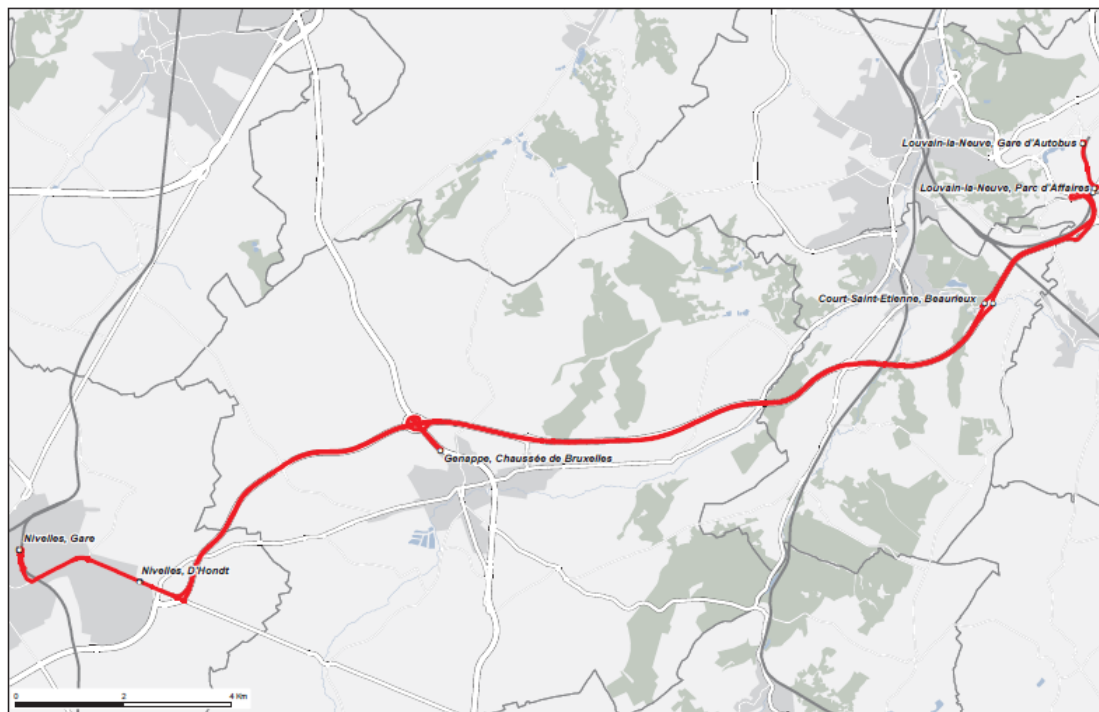 Louvain-la-Neuve, Gare d'Autobus
Louvain-la-Neuve, Parc d'Affaires
Court-Saint-Etienne, Beaurieux
Genappe, Chaussée de Bruxelles
Nivelles, Gare
Nivelles, D'Hondt
0 2 4 Km